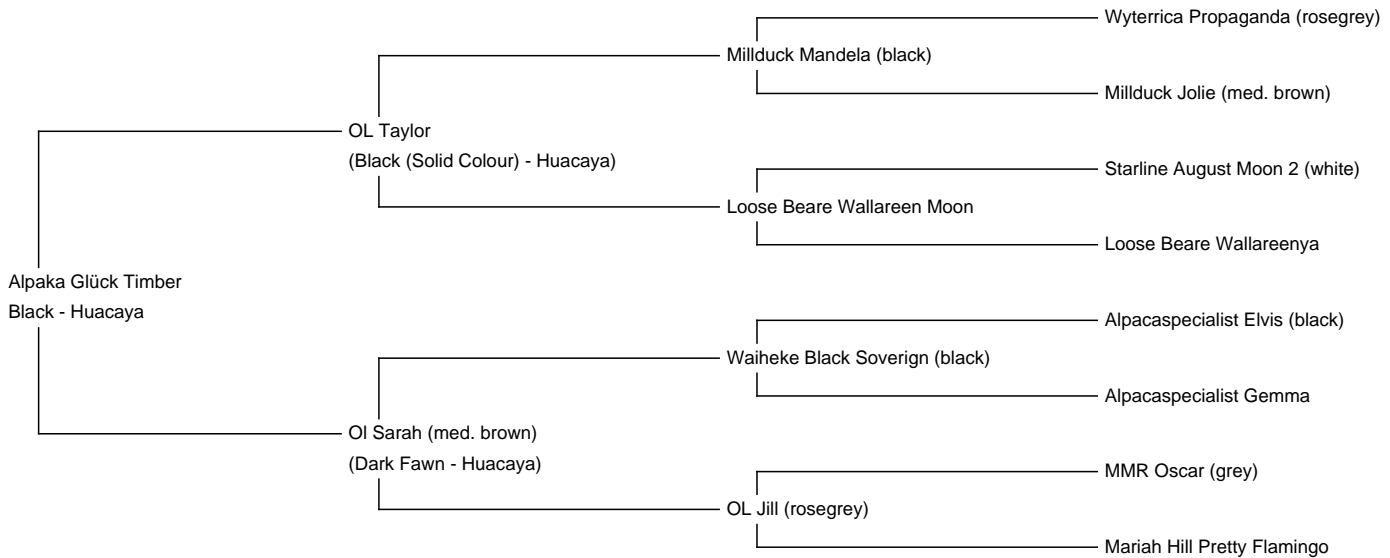 Wyterrica Propaganda (rosegrey)
Millduck Mandela (black)
Millduck Jolie (med. brown)
OL Taylor
(Black (Solid Colour) - Huacaya)
Starline August Moon 2 (white)
Loose Beare Wallareen Moon
Loose Beare Wallareenya
Alpaka Glück Timber
Black - Huacaya
Alpacaspecialist Elvis (black)
Waiheke Black Soverign (black)
Alpacaspecialist Gemma
Ol Sarah (med. brown)
(Dark Fawn - Huacaya)
MMR Oscar (grey)
OL Jill (rosegrey)
Mariah Hill Pretty Flamingo